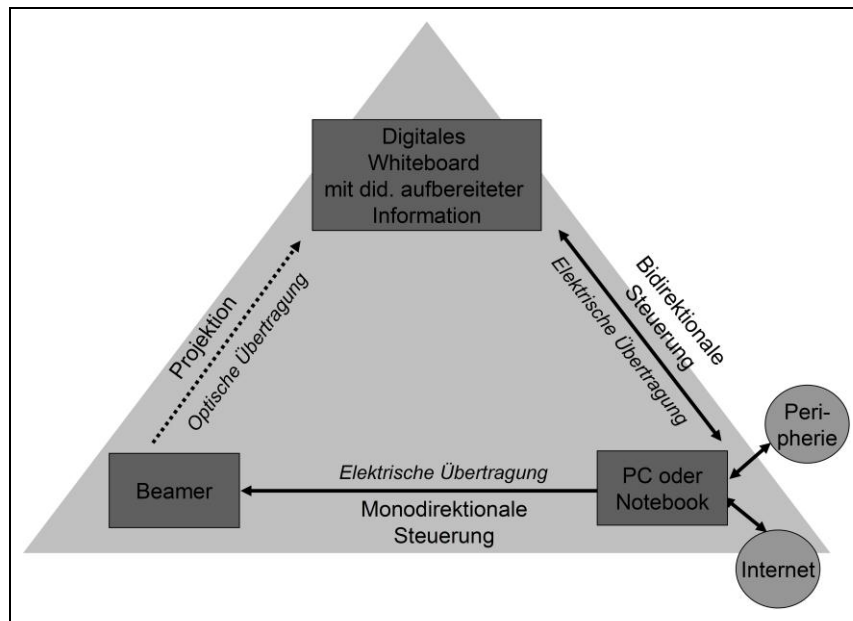 Digitales
Whiteboard
mit did. aufbereiteter
Information
Projektion
Optische Übertragung
Bidirektionale
Steuerung
Elektrische Übertragung
Peri-
pherie
Beamer
Elektrische Übertragung
Monodirektionale
Steuerung
PC oder
Notebook
Internet